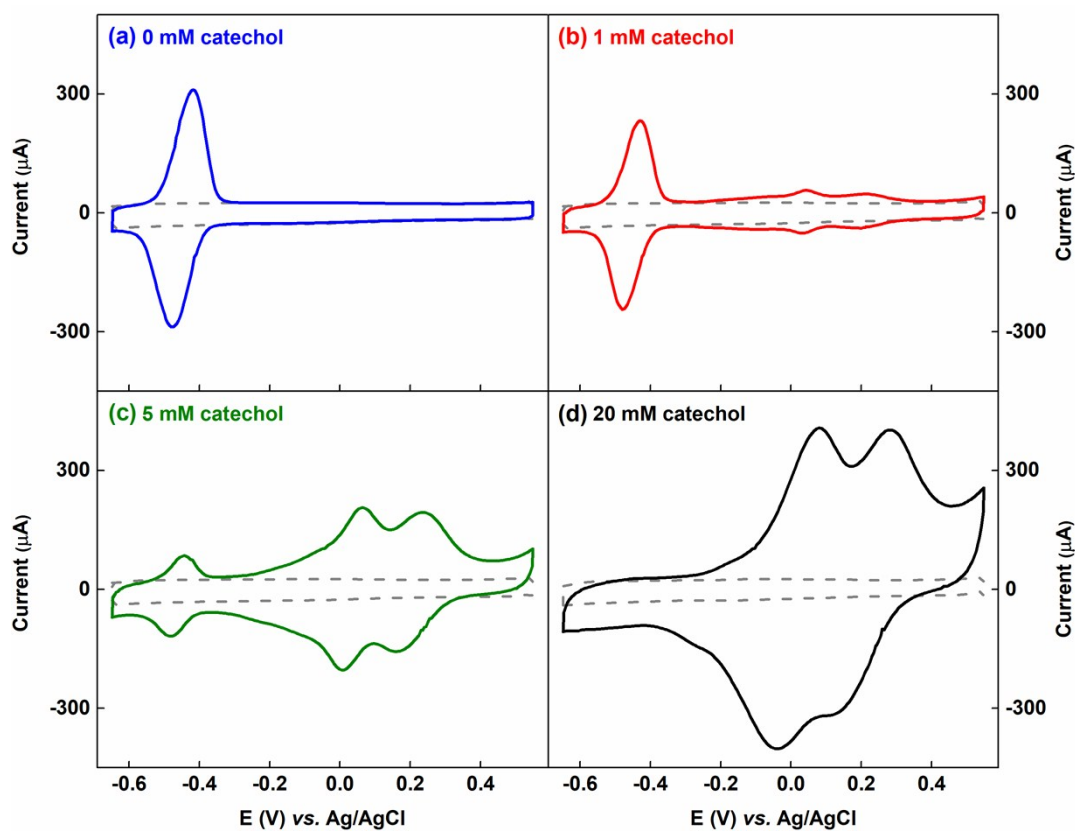 (a) 0 mM catechol
(b) 1 mM catechol
300
0
-300
Current (µA)
300
0
-300
Current (µA)
(c) 5 mM catechol
(d) 20 mM catechol
300
0
-300
Current (µA)
300
0
-300
Current (µA)
-0.6 -0.4 -0.2 0.0 0.2 0.4
-0.6 -0.4 -0.2 0.0 0.2 0.4
E (V) vs. Ag/AgCl
E (V) vs. Ag/AgCl